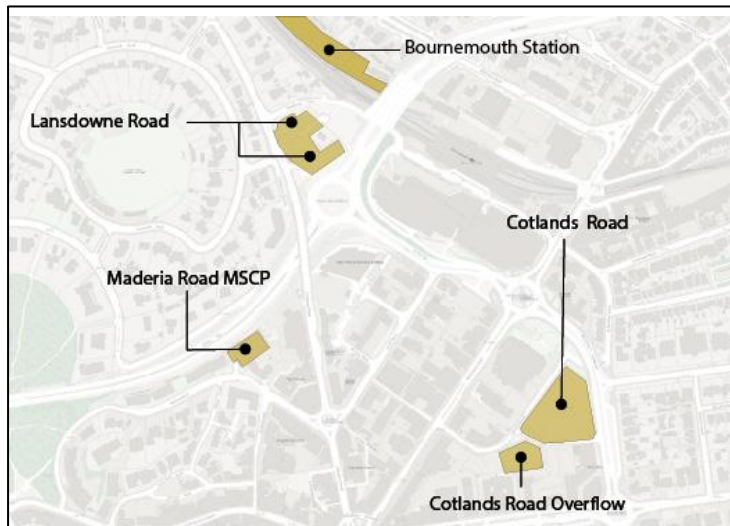 Bournemouth Station
Lansdowne Road
Cotlands Road
Maderia Road MSCP
Cotlands Road Overflow